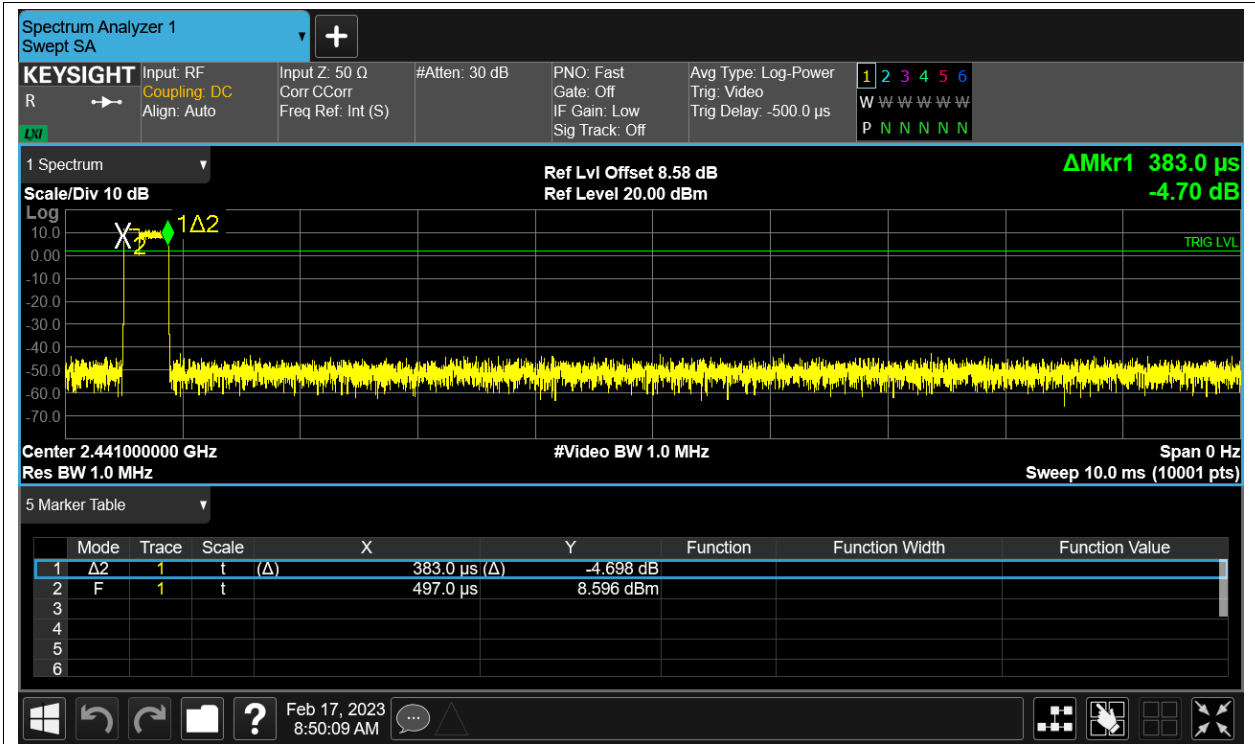 Spectrum Analyzer 1
Swept SA
KEYSIGHT Input: RF Input Z: 50 Ω #Atten: 30 dB PNO: Fast Avg Type: Log-Power 1 2 3 4 5 6
R Coupling: DC Corr CCorr Gate: Off Trig: Video W W W W W W
Align: Auto Freq Ref: Int (S) IF Gain: Low Trig Delay: -500.0 µs
LXI Sig Track: Off P N N N N N
1 Spectrum Ref Lvl Offset 8.58 dB ΔMkr1 383.0 µs
Scale/Div 10 dB Ref Level 20.00 dBm -4.70 dB
Log
1Δ2
10.0 X 2
TRIG LVL
0.00
-10.0
-20.0
-30.0
-40.0
-50.0
-60.0
-70.0
Center 2.441000000 GHz #Video BW 1.0 MHz Span 0 Hz
Res BW 1.0 MHz Sweep 10.0 ms (10001 pts)
5 Marker Table
Mode Trace Scale X Y Function Function Width Function Value
1 Δ2 1 t (Δ) 383.0 µs (Δ) -4.698 dB
2 F 1 t 497.0 µs 8.596 dBm
3
4
5
6
? Feb 17, 2023
8:50:09 AM